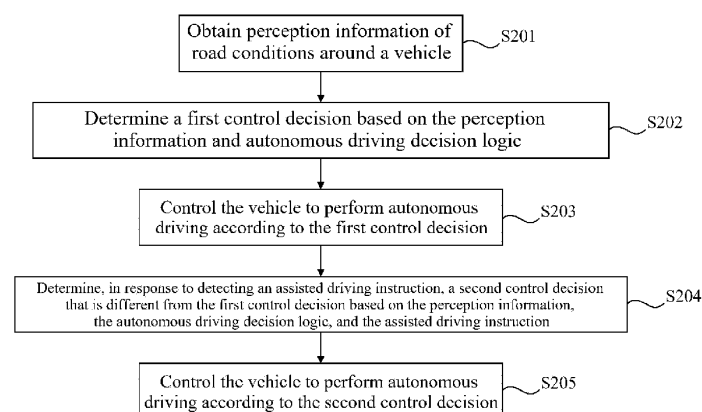 Obtain perception information of
road conditions around a vehicle
S201
Determine a first control decision based on the perception
information and autonomous driving decision logic
S202
Control the vehicle to perform autonomous
driving according to the first control decision
S203
Determine, in response to detecting an assisted driving instruction, a second control decision
that is different from the first control decision based on the perception information,
the autonomous driving decision logic, and the assisted driving instruction
S204
Control the vehicle to perform autonomous
driving according to the second control decision
S205